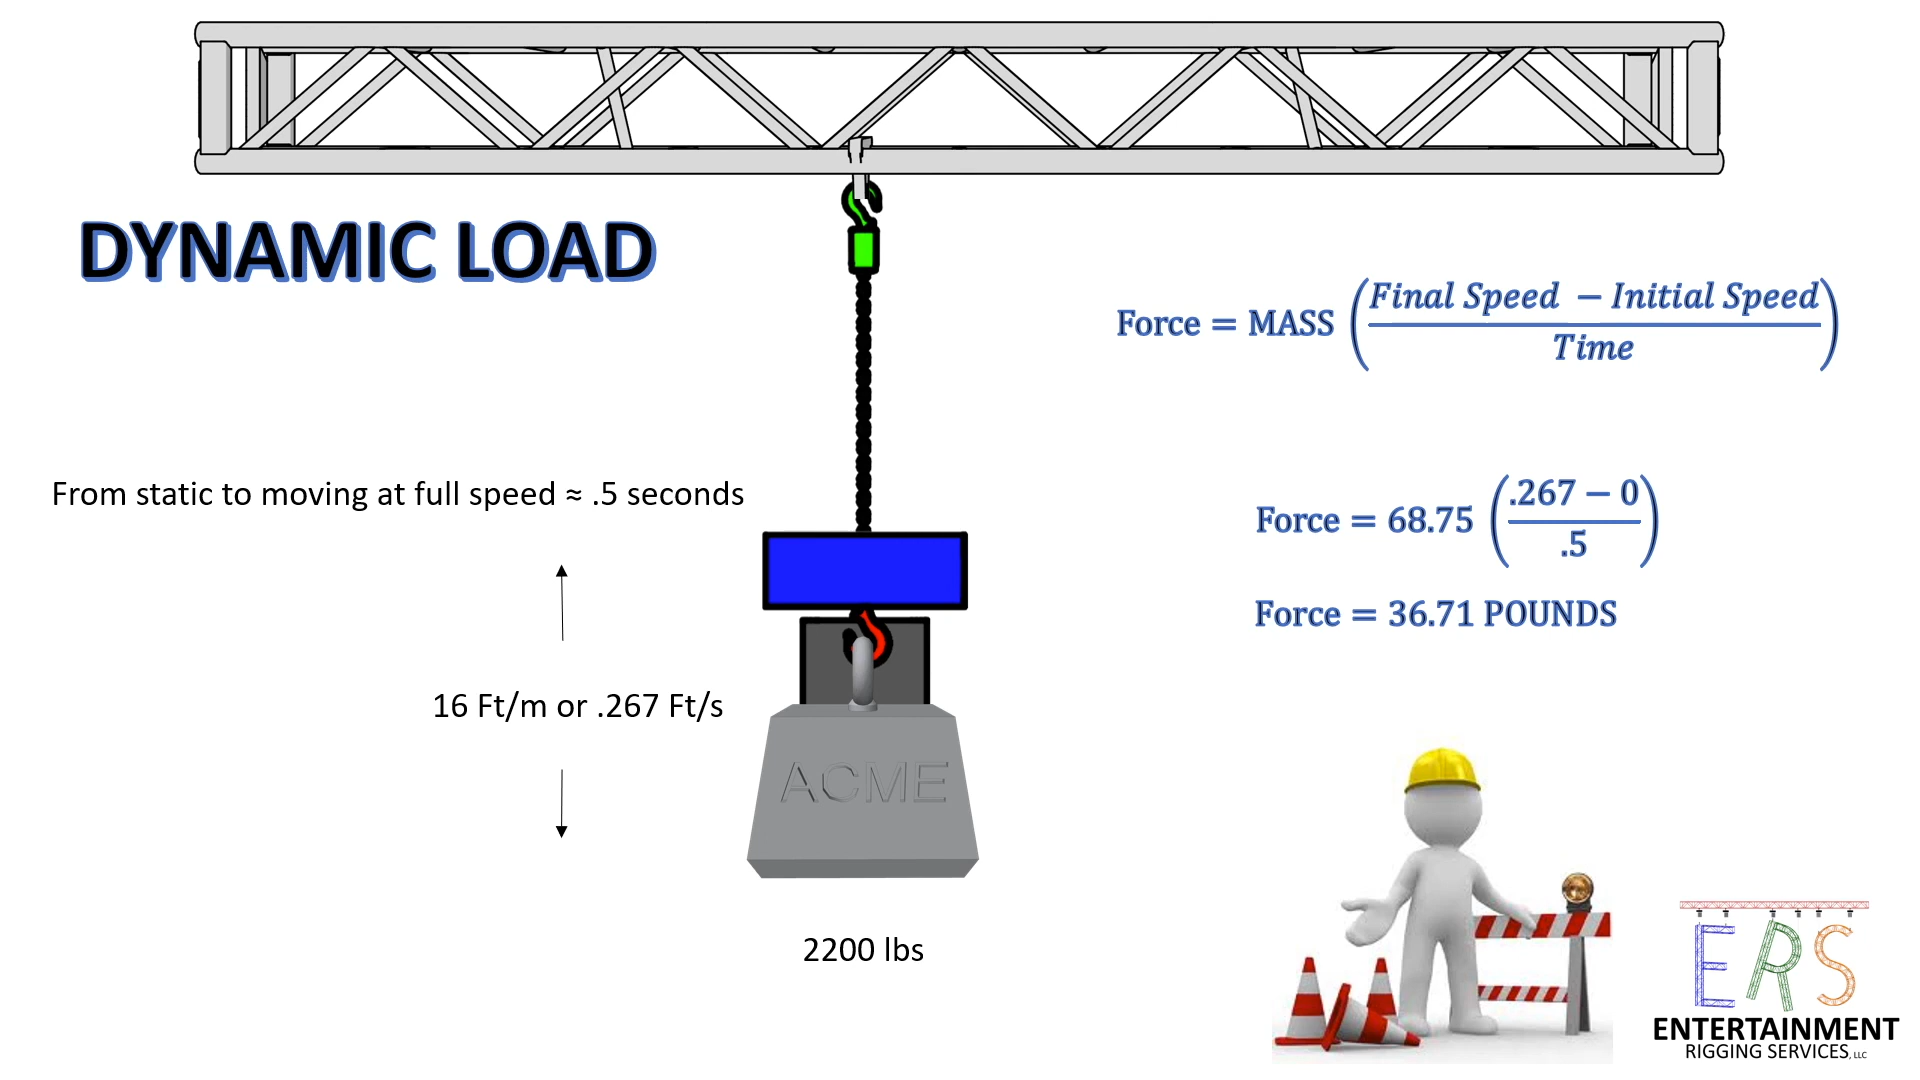 DYNAMIC LOAD
Force = MASS (Final Speed − Initial Speed / Time)
From static to moving at full speed ≈ .5 seconds
Force = 68.75 (.267 − 0 / .5)
Force = 36.71 POUNDS
16 Ft/m or .267 Ft/s
ACME
2200 lbs
ERS
ENTERTAINMENT
RIGGING SERVICES, LLC